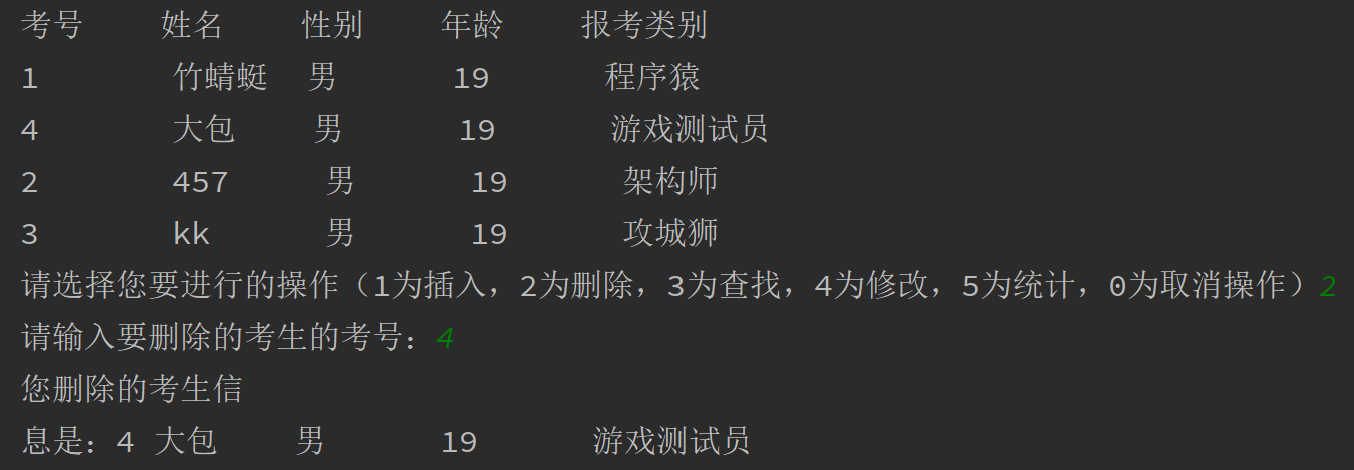 考号 姓名 性别 年龄 报考类别
1 竹蜻蜓 男 19 程序猿
4 大包 男 19 游戏测试员
2 457 男 19 架构师
3 kk 男 19 攻城狮
请选择您要进行的操作（1为插入，2为删除，3为查找，4为修改，5为统计，0为取消操作）2
请输入要删除的考生的考号：4
您删除的考生信
息是：4 大包 男 19 游戏测试员